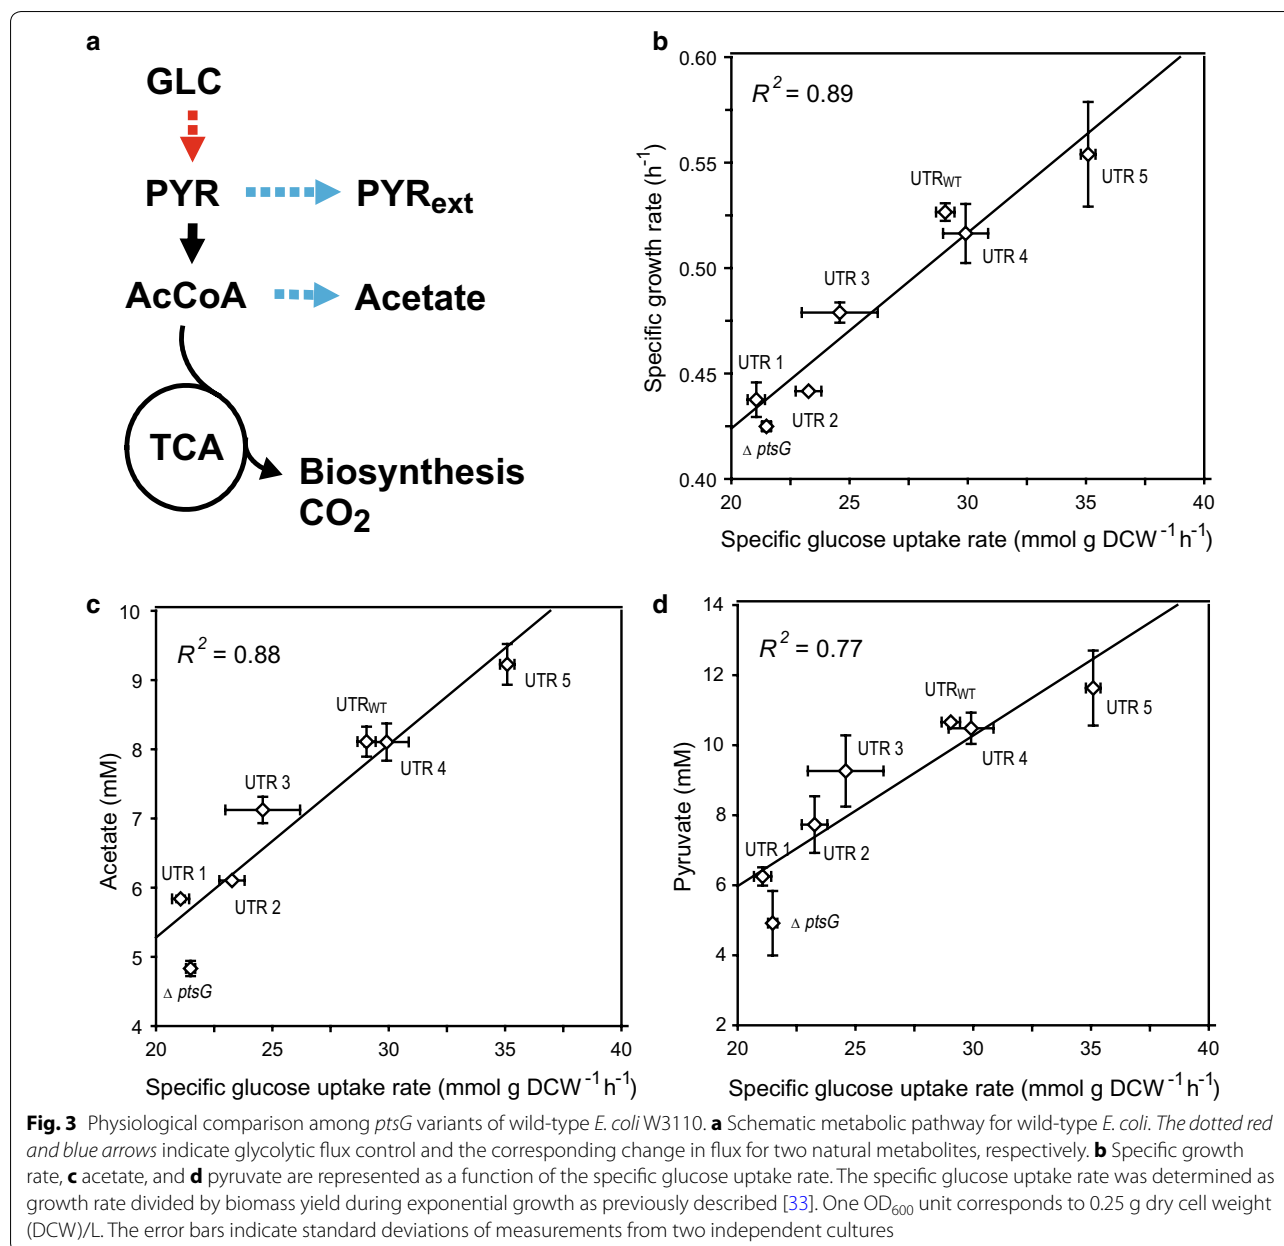 a
GLC
PYR
PYRext
AcCoA
Acetate
TCA
Biosynthesis
CO2
b
R² = 0.89
Specific growth rate (h⁻¹)
0.60
0.55
0.50
0.45
0.40
UTRWT
UTR 5
UTR 4
UTR 3
UTR 1
UTR 2
Δ ptsG
20
25
30
35
40
Specific glucose uptake rate (mmol g DCW⁻¹h⁻¹)
c
R² = 0.88
Acetate (mM)
10
9
8
7
6
5
4
UTR 5
UTRWT
UTR 4
UTR 3
UTR 1
UTR 2
Δ ptsG
20
25
30
35
40
Specific glucose uptake rate (mmol g DCW⁻¹h⁻¹)
d
R² = 0.77
Pyruvate (mM)
14
12
10
8
6
4
2
UTRWT
UTR 5
UTR 3
UTR 4
UTR 1
UTR 2
Δ ptsG
20
25
30
35
40
Specific glucose uptake rate (mmol g DCW⁻¹h⁻¹)
Fig. 3 Physiological comparison among ptsG variants of wild-type E. coli W3110. a Schematic metabolic pathway for wild-type E. coli. The dotted red
and blue arrows indicate glycolytic flux control and the corresponding change in flux for two natural metabolites, respectively. b Specific growth
rate, c acetate, and d pyruvate are represented as a function of the specific glucose uptake rate. The specific glucose uptake rate was determined as
growth rate divided by biomass yield during exponential growth as previously described [33]. One OD600 unit corresponds to 0.25 g dry cell weight
(DCW)/L. The error bars indicate standard deviations of measurements from two independent cultures